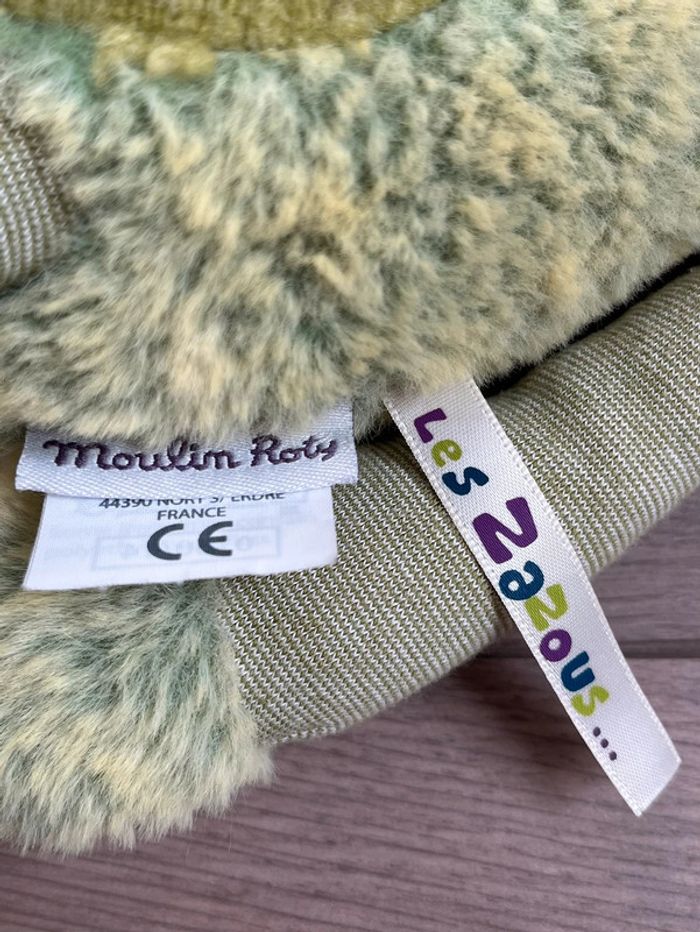 Moulin Roty
44390 NORT S/ ERDRE
FRANCE
CE
Les Zazous...